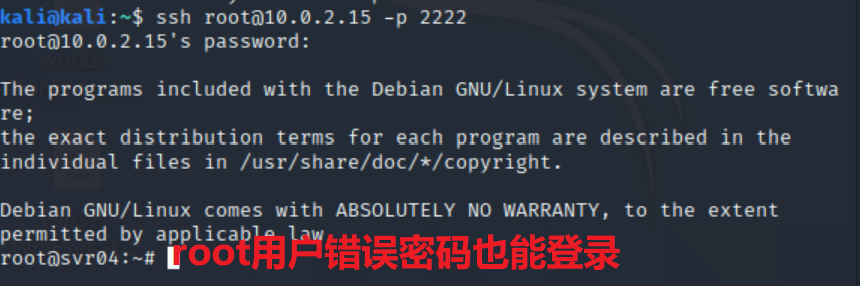 kali@kali:~$ ssh root@10.0.2.15 -p 2222
root@10.0.2.15's password:
The programs included with the Debian GNU/Linux system are free softwa
re;
the exact distribution terms for each program are described in the
individual files in /usr/share/doc/*/copyright.
Debian GNU/Linux comes with ABSOLUTELY NO WARRANTY, to the extent
permitted by applicable law
root@svr04:~# root用户错误密码也能登录